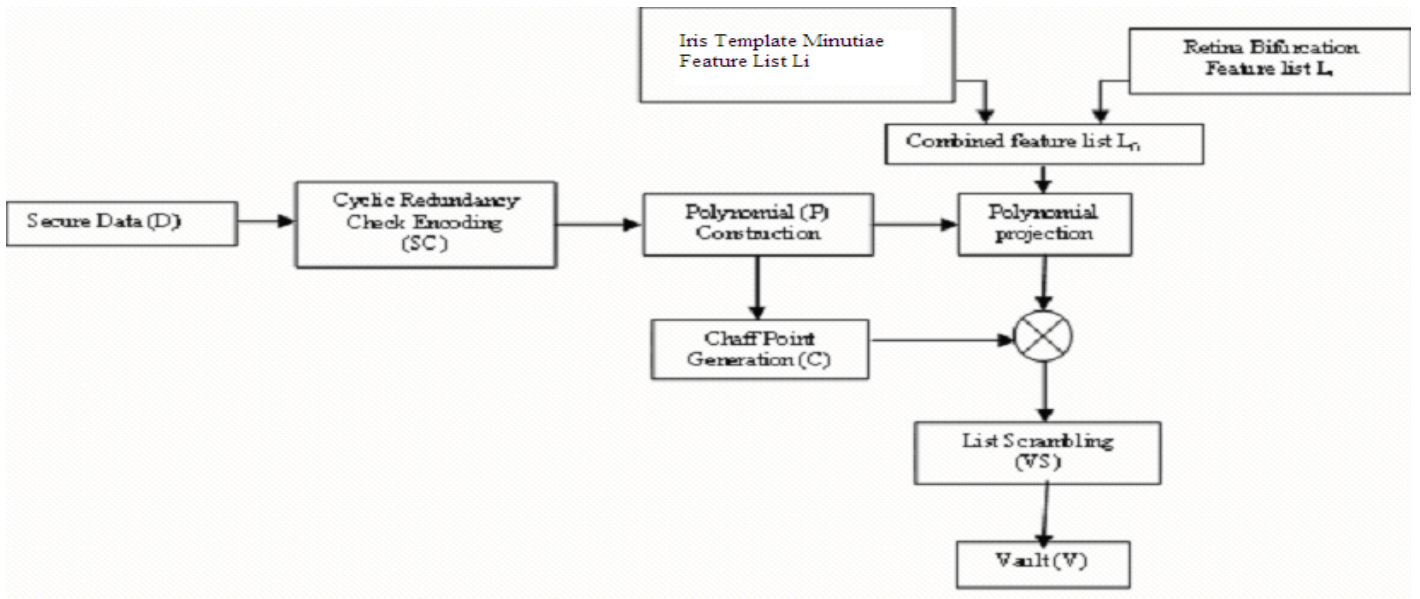 Iris Template Minutiae
Feature List Li
Retina Bifurcation
Feature list L
Combined feature list L
Secure Data (D)
Cyclic Redundancy
Check Encoding
(SC)
Polynomial (P)
Construction
Polynomial
projection
Chaff Point
Generation (C)
List Scrambling
(VS)
Vault (V)